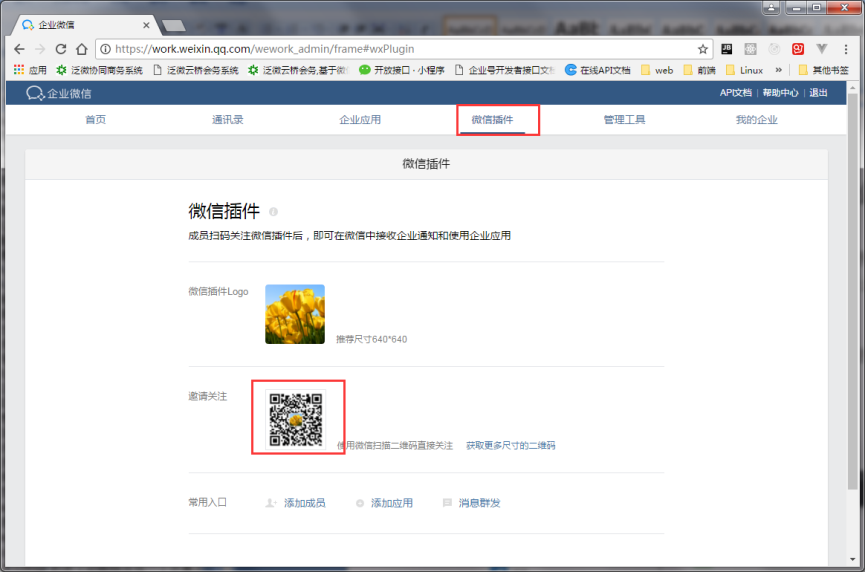 企业微信
https://work.weixin.qq.com/wework_admin/frame#wxPlugin
应用 泛微协同商务系统 泛微云桥会务系统 泛微云桥会务,基于微信 开放接口 · 小程序 企业号开发者接口文档 在线API文档 web 前端 Linux » 其他书签
企业微信 API文档 | 帮助中心 | 退出
首页 通讯录 企业应用 微信插件 管理工具 我的企业
微信插件
微信插件
成员扫码关注微信插件后，即可在微信中接收企业通知和使用企业应用
微信插件Logo
推荐尺寸640*640
邀请关注
使用微信扫描二维码直接关注 获取更多尺寸的二维码
常用入口 添加成员 添加应用 消息群发